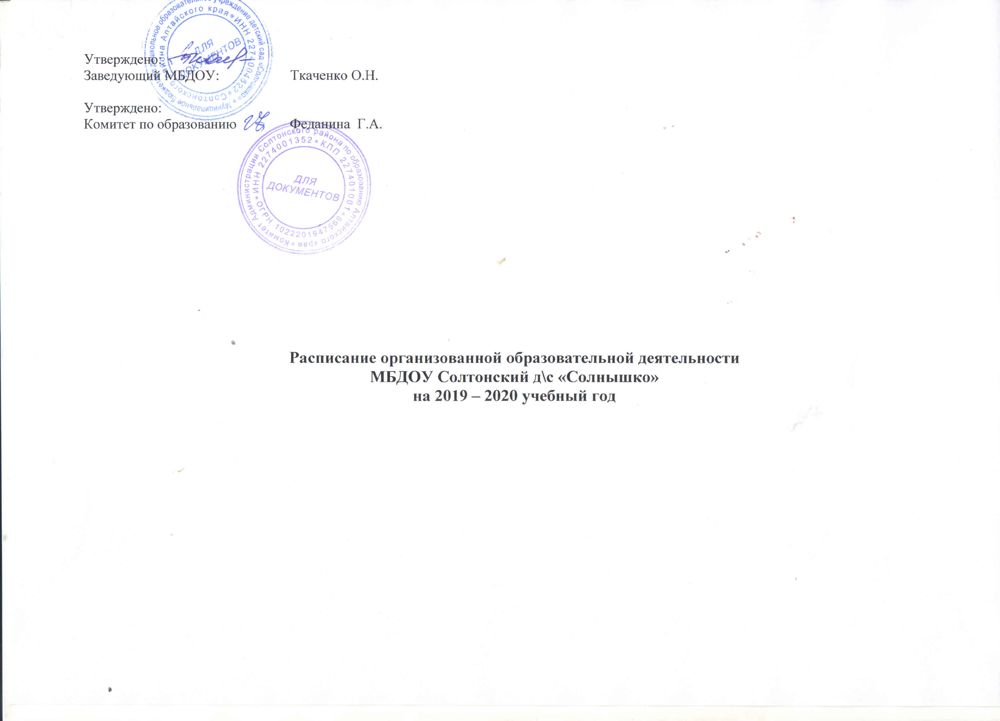 Утверждено:
Заведующий МБДОУ: Ткаченко О.Н.
Утверждено:
Комитет по образованию Феданина Г.А.
образовательное учреждение детский сад «Солнышко» * Муниципальное бюджетное дошкольное
района Алтайского края * ИНН 2274004522 * Солтонского
ДЛЯ
ДОКУМЕНТОВ
Комитет Администрации Солтонского района по образованию Алтайского края *
ИНН 2274001352 * КПП 227401001 * ОГРН 1022201947569 *
ДЛЯ
ДОКУМЕНТОВ
Расписание организованной образовательной деятельности
МБДОУ Солтонский д\с «Солнышко»
на 2019 – 2020 учебный год